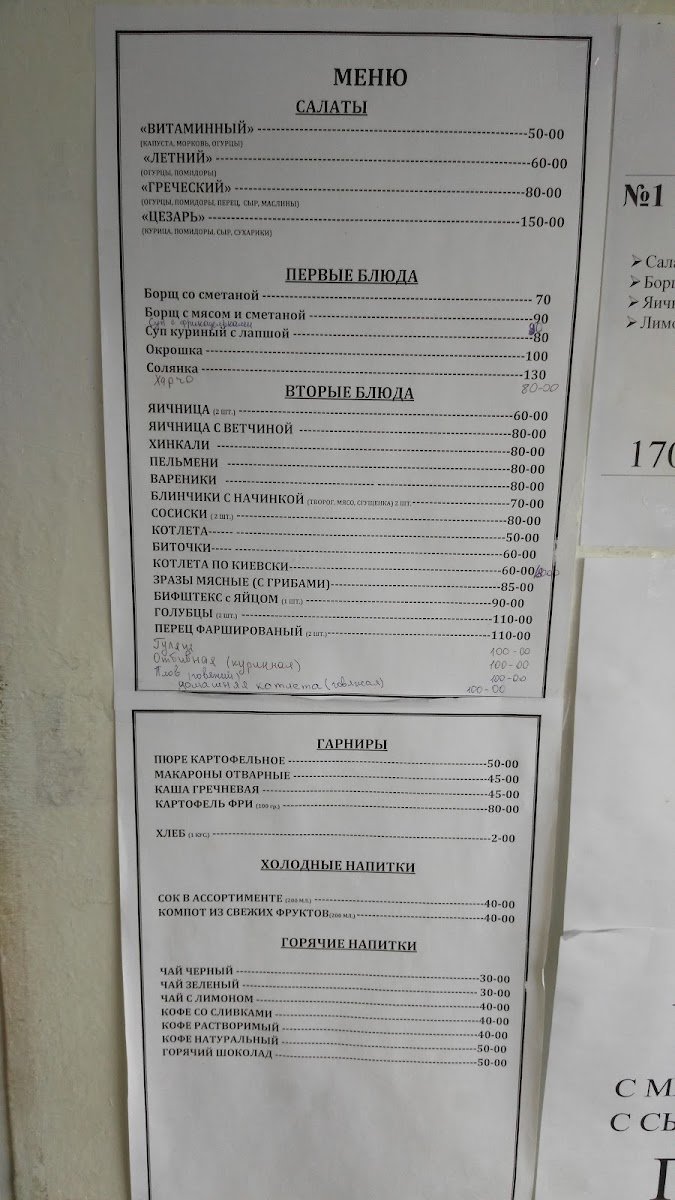 МЕНЮ
САЛАТЫ
«ВИТАМИННЫЙ» 50-00
(КАПУСТА, МОРКОВЬ, ОГУРЦЫ)
«ЛЕТНИЙ» 60-00
(ОГУРЦЫ, ПОМИДОРЫ)
«ГРЕЧЕСКИЙ» 80-00
(ОГУРЦЫ, ПОМИДОРЫ, ПЕРЕЦ, СЫР, МАСЛИНЫ)
«ЦЕЗАРЬ» 150-00
(КУРИЦА, ПОМИДОРЫ, СЫР, СУХАРИКИ)
ПЕРВЫЕ БЛЮДА
Борщ со сметаной 70
Борщ с мясом и сметаной 90
Суп с фрикадельками
Суп куриный с лапшой 80
Окрошка 100
Солянка 130
Харчо 80-00
ВТОРЫЕ БЛЮДА
ЯИЧНИЦА (2 ШТ.) 60-00
ЯИЧНИЦА С ВЕТЧИНОЙ 80-00
ХИНКАЛИ 80-00
ПЕЛЬМЕНИ 80-00
ВАРЕНИКИ 80-00
БЛИНЧИКИ С НАЧИНКОЙ (ТВОРОГ, МЯСО, СГУЩЕНКА) 2 ШТ. 70-00
СОСИСКИ (2 ШТ.) 80-00
КОТЛЕТА 50-00
БИТОЧКИ 60-00
КОТЛЕТА ПО КИЕВСКИ 60-00
ЗРАЗЫ МЯСНЫЕ (С ГРИБАМИ) 85-00
БИФШТЕКС с ЯЙЦОМ (1 ШТ.) 90-00
ГОЛУБЦЫ (2 ШТ.) 110-00
ПЕРЕЦ ФАРШИРОВАНЫЙ (2 ШТ.) 110-00
Гуляш 100-00
Отбивная (куриная) 100-00
Плов 100-00
домашняя котлета 100-00
ГАРНИРЫ
ПЮРЕ КАРТОФЕЛЬНОЕ 50-00
МАКАРОНЫ ОТВАРНЫЕ 45-00
КАША ГРЕЧНЕВАЯ 45-00
КАРТОФЕЛЬ ФРИ (100 гр.) 80-00
ХЛЕБ (1 КУС.) 2-00
ХОЛОДНЫЕ НАПИТКИ
СОК В АССОРТИМЕНТЕ (200 МЛ.) 40-00
КОМПОТ ИЗ СВЕЖИХ ФРУКТОВ(200 МЛ.) 40-00
ГОРЯЧИЕ НАПИТКИ
ЧАЙ ЧЕРНЫЙ 30-00
ЧАЙ ЗЕЛЕНЫЙ 30-00
ЧАЙ С ЛИМОНОМ 40-00
КОФЕ СО СЛИВКАМИ 40-00
КОФЕ РАСТВОРИМЫЙ 40-00
КОФЕ НАТУРАЛЬНЫЙ 50-00
ГОРЯЧИЙ ШОКОЛАД 50-00
№1
170